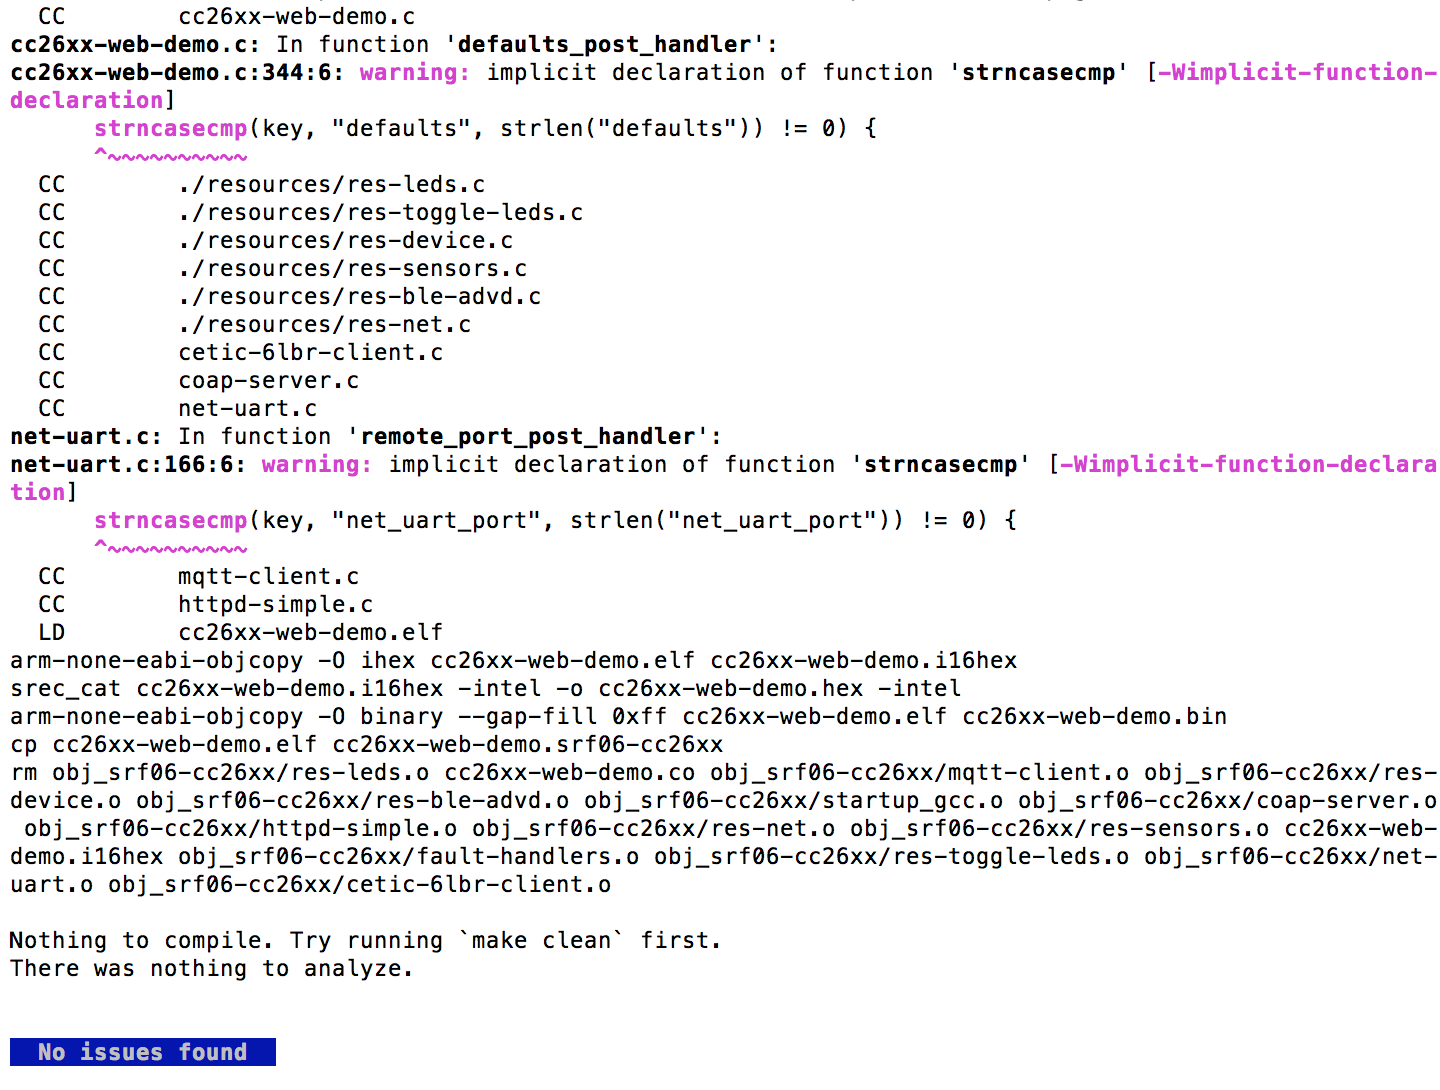 CC        cc26xx-web-demo.c
cc26xx-web-demo.c: In function 'defaults_post_handler':
cc26xx-web-demo.c:344:6: warning: implicit declaration of function 'strncasecmp' [-Wimplicit-function-
declaration]
      strncasecmp(key, "defaults", strlen("defaults")) != 0) {
      ^~~~~~~~~~~
  CC        ./resources/res-leds.c
  CC        ./resources/res-toggle-leds.c
  CC        ./resources/res-device.c
  CC        ./resources/res-sensors.c
  CC        ./resources/res-ble-advd.c
  CC        ./resources/res-net.c
  CC        cetic-6lbr-client.c
  CC        coap-server.c
  CC        net-uart.c
net-uart.c: In function 'remote_port_post_handler':
net-uart.c:166:6: warning: implicit declaration of function 'strncasecmp' [-Wimplicit-function-declara
tion]
      strncasecmp(key, "net_uart_port", strlen("net_uart_port")) != 0) {
      ^~~~~~~~~~~
  CC        mqtt-client.c
  CC        httpd-simple.c
  LD        cc26xx-web-demo.elf
arm-none-eabi-objcopy -O ihex cc26xx-web-demo.elf cc26xx-web-demo.i16hex
srec_cat cc26xx-web-demo.i16hex -intel -o cc26xx-web-demo.hex -intel
arm-none-eabi-objcopy -O binary --gap-fill 0xff cc26xx-web-demo.elf cc26xx-web-demo.bin
cp cc26xx-web-demo.elf cc26xx-web-demo.srf06-cc26xx
rm obj_srf06-cc26xx/res-leds.o cc26xx-web-demo.co obj_srf06-cc26xx/mqtt-client.o obj_srf06-cc26xx/res-
device.o obj_srf06-cc26xx/res-ble-advd.o obj_srf06-cc26xx/startup_gcc.o obj_srf06-cc26xx/coap-server.o
 obj_srf06-cc26xx/httpd-simple.o obj_srf06-cc26xx/res-net.o obj_srf06-cc26xx/res-sensors.o cc26xx-web-
demo.i16hex obj_srf06-cc26xx/fault-handlers.o obj_srf06-cc26xx/res-toggle-leds.o obj_srf06-cc26xx/net-
uart.o obj_srf06-cc26xx/cetic-6lbr-client.o
Nothing to compile. Try running `make clean` first.
There was nothing to analyze.
  No issues found